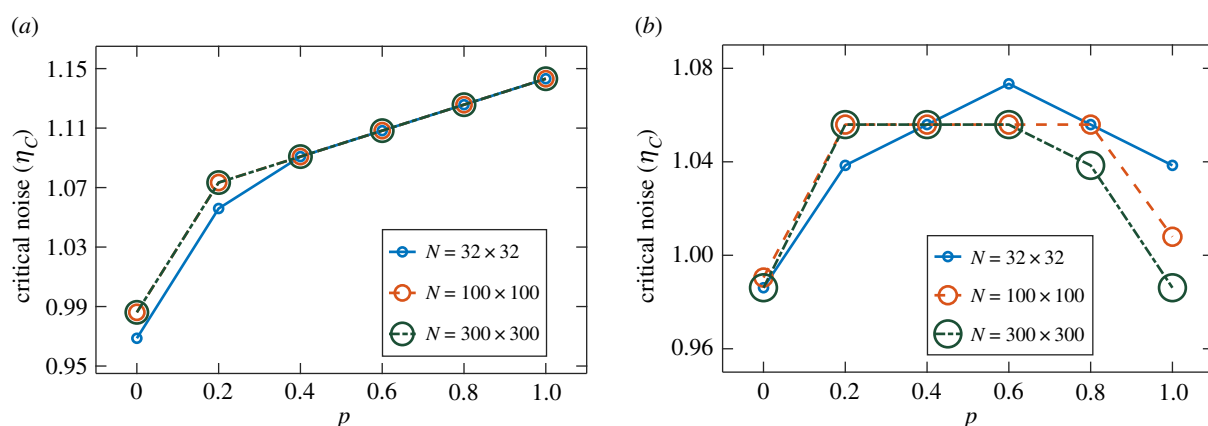 (a)
1.15
1.11
1.07
1.03
0.99
0.95
critical noise (ηC)
0 0.2 0.4 0.6 0.8 1.0
p
N = 32 × 32
N = 100 × 100
N = 300 × 300
(b)
1.08
1.04
1.00
0.96
critical noise (ηC)
0 0.2 0.4 0.6 0.8 1.0
p
N = 32 × 32
N = 100 × 100
N = 300 × 300